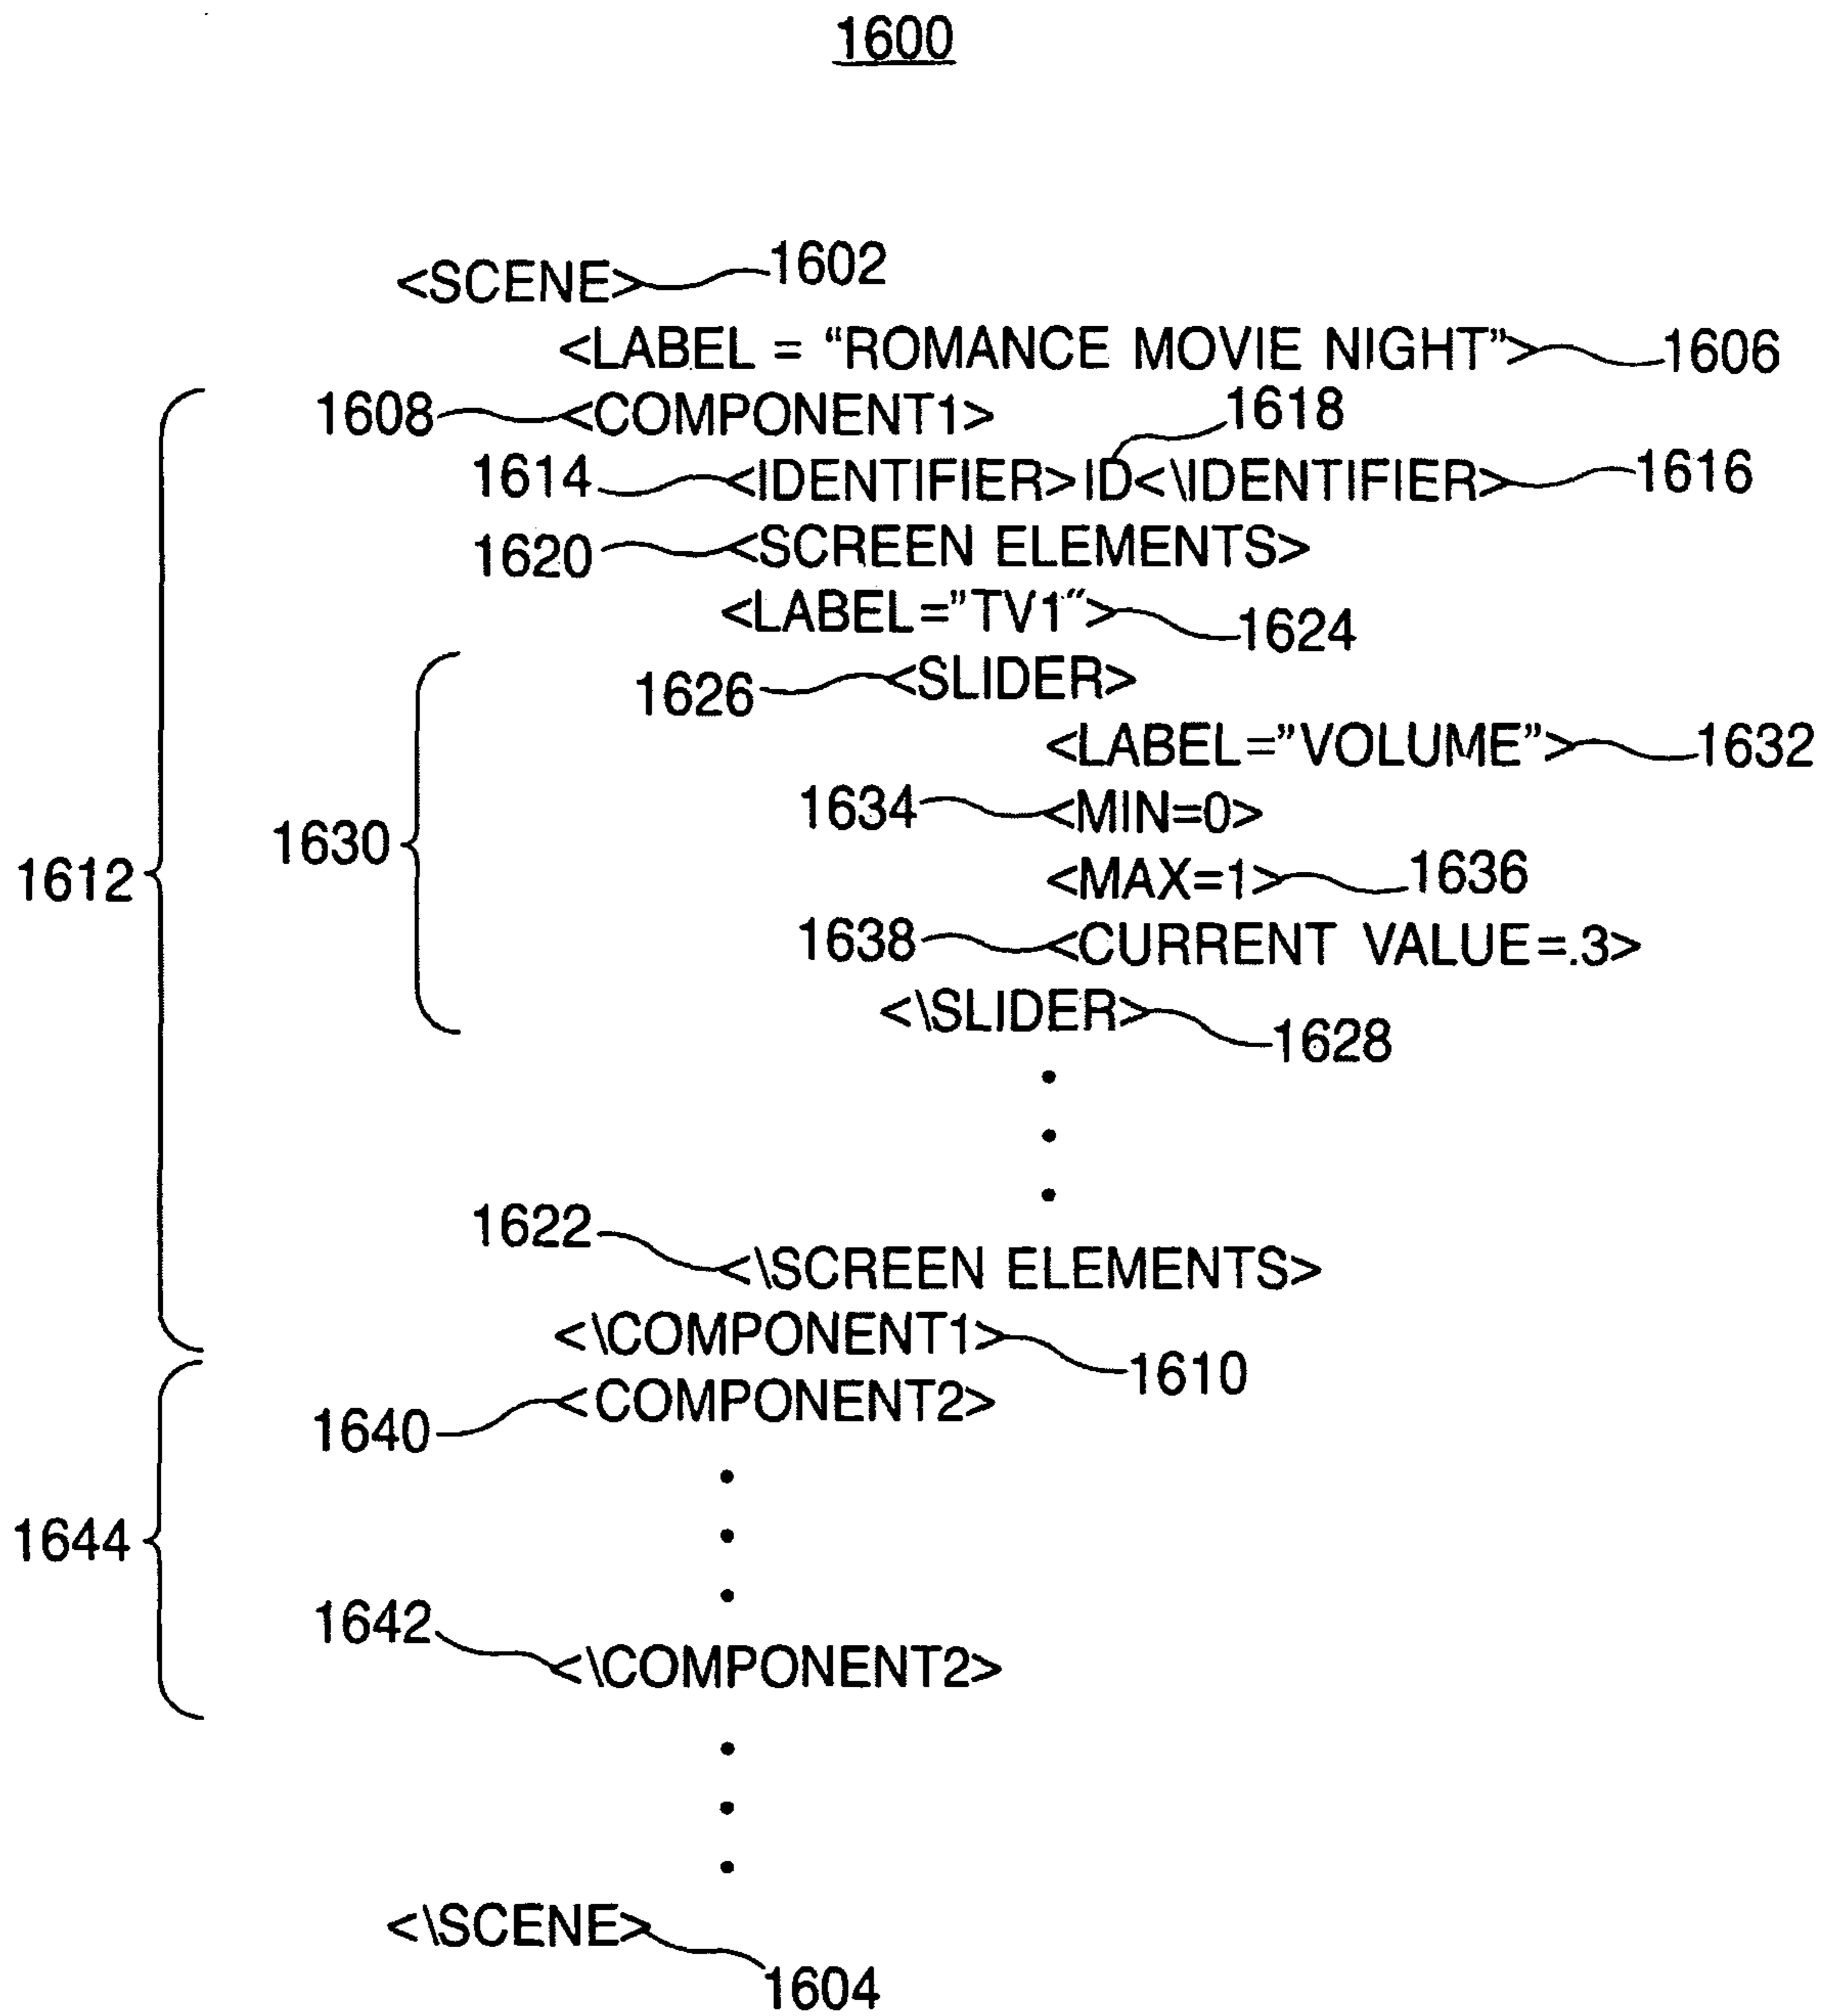 1600
<SCENE> 1602
<LABEL = “ROMANCE MOVIE NIGHT”> 1606
1608 <COMPONENT1> 1618
1614 <IDENTIFIER>ID<\IDENTIFIER> 1616
1620 <SCREEN ELEMENTS>
<LABEL=”TV1“> 1624
1626 <SLIDER>
<LABEL=”VOLUME”> 1632
1634 <MIN=0>
1630
1612
<MAX=1> 1636
1638 <CURRENT VALUE=.3>
<\SLIDER> 1628
1622 <\SCREEN ELEMENTS>
<\COMPONENT1> 1610
1640 <COMPONENT2>
1644
1642 <\COMPONENT2>
<\SCENE> 1604